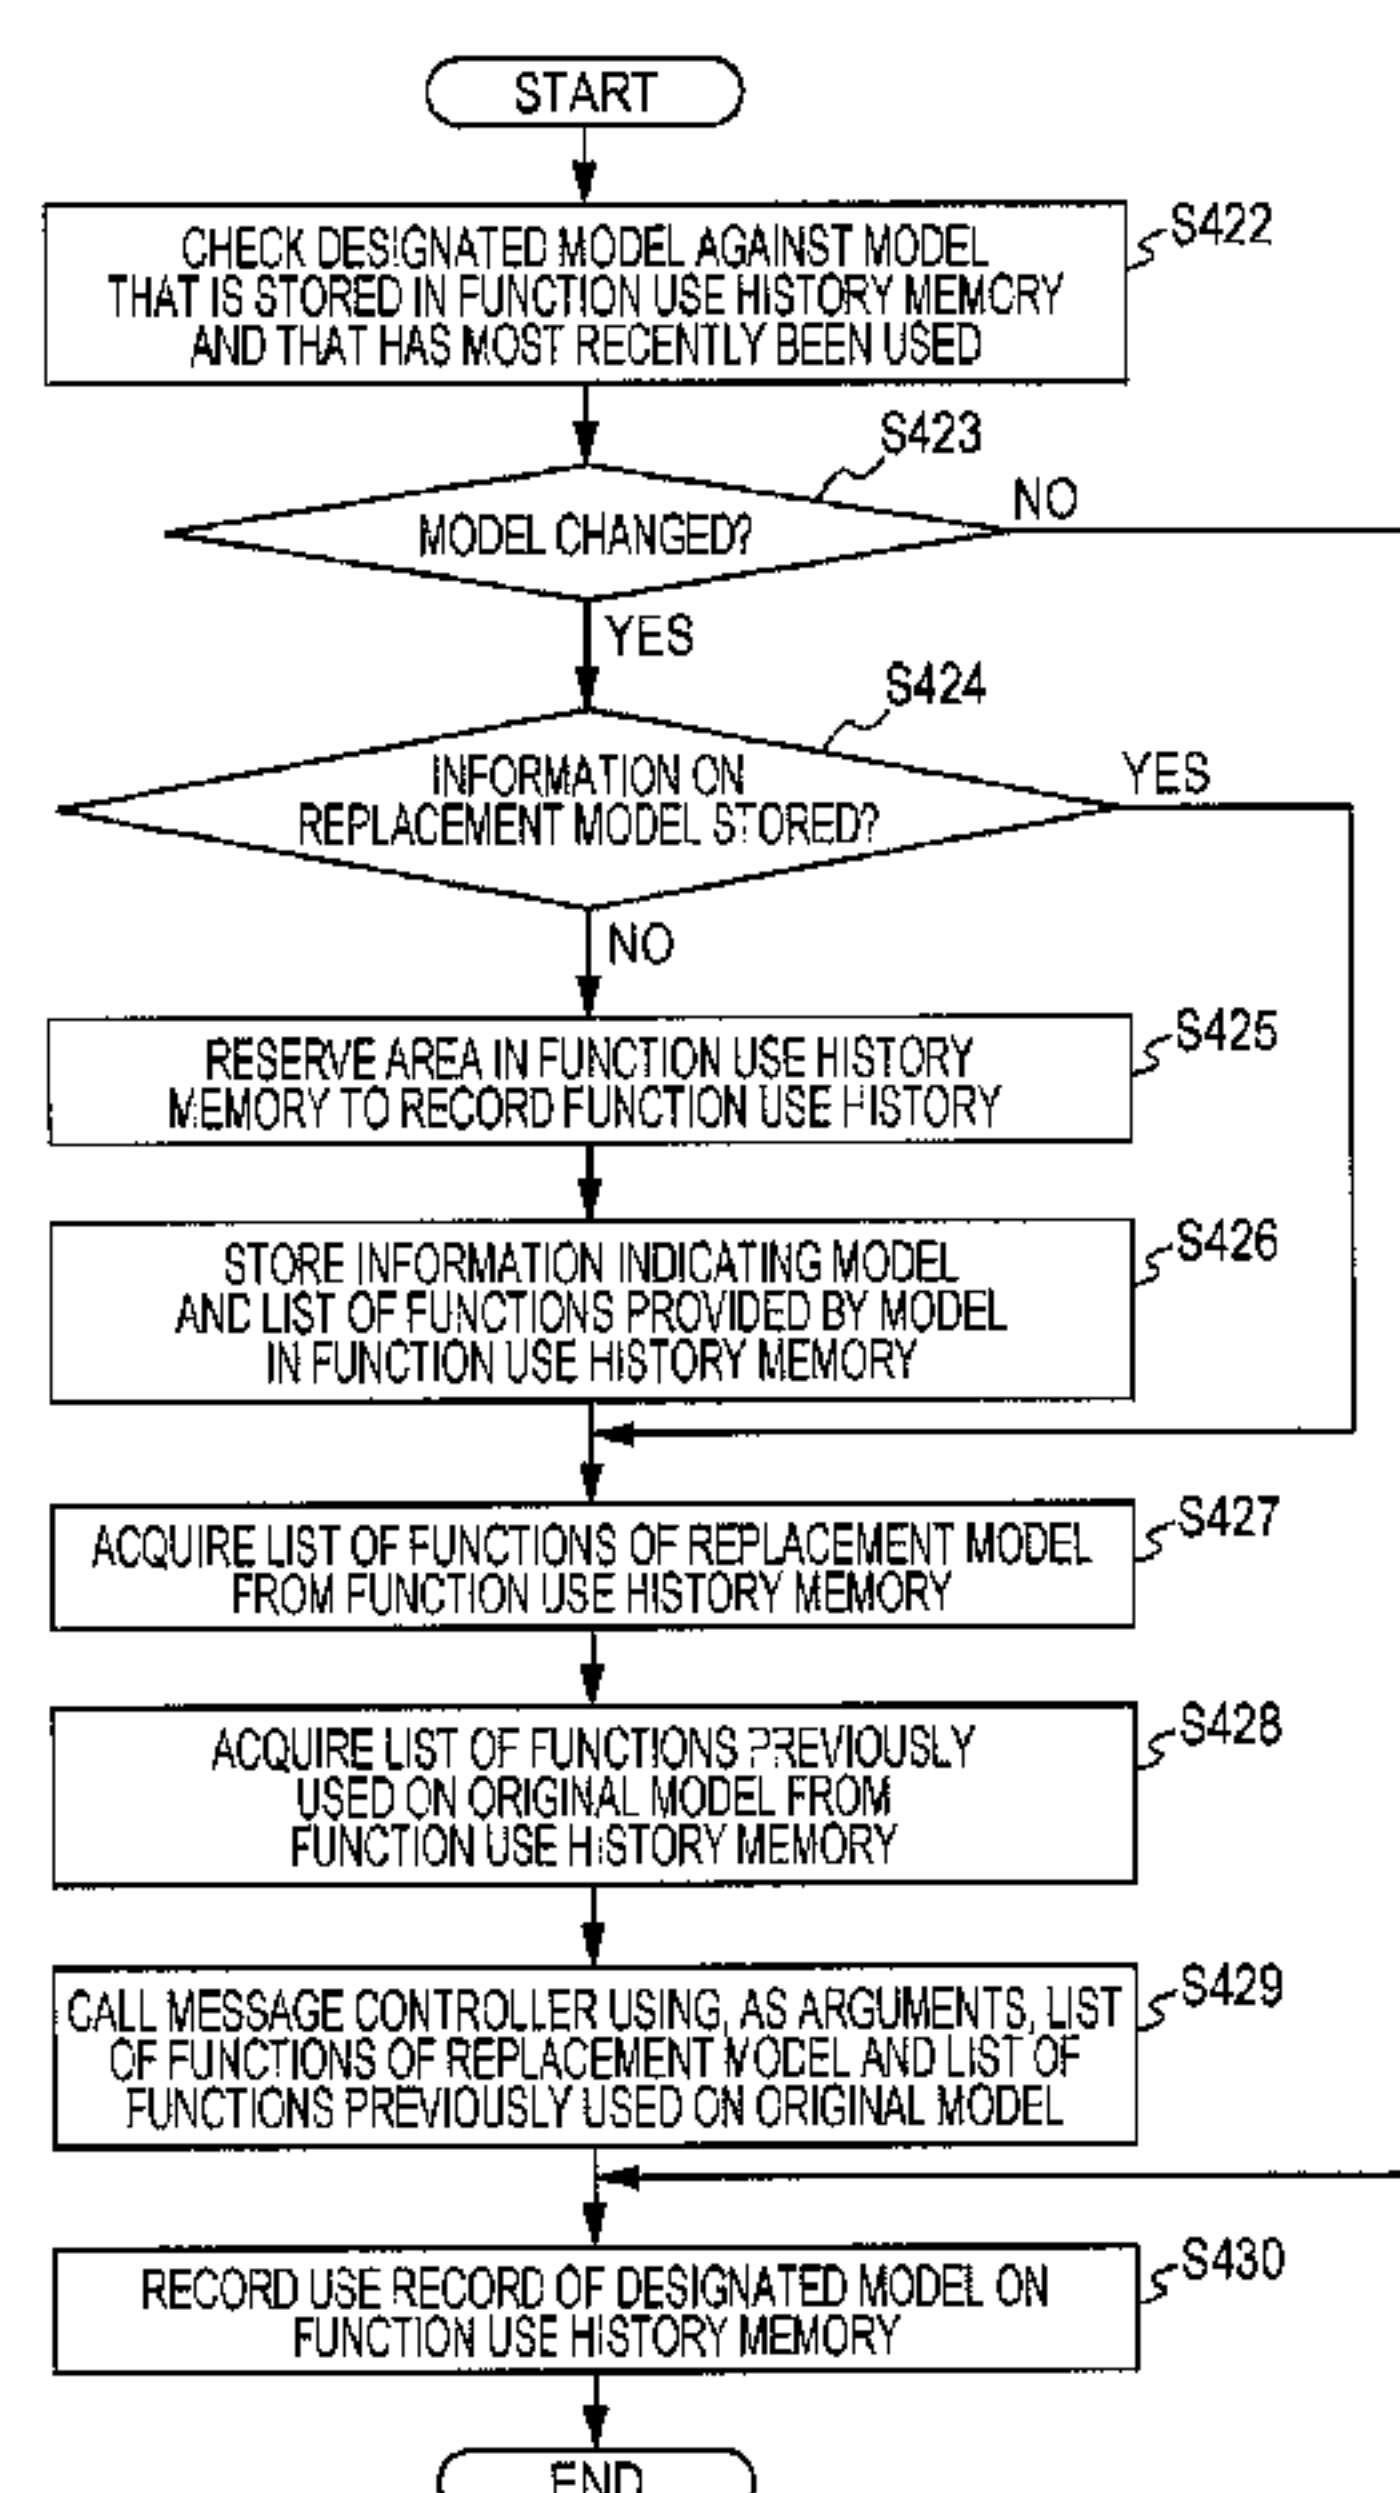 START
CHECK DESIGNATED MODEL AGAINST MODEL
THAT IS STORED IN FUNCTION USE HISTORY MEMORY
AND THAT HAS MOST RECENTLY BEEN USED
S422
S423
MODEL CHANGED?
NO
YES
S424
INFORMATION ON
REPLACEMENT MODEL STORED?
YES
NO
RESERVE AREA IN FUNCTION USE HISTORY
MEMORY TO RECORD FUNCTION USE HISTORY
S425
STORE INFORMATION INDICATING MODEL
AND LIST OF FUNCTIONS PROVIDED BY MODEL
IN FUNCTION USE HISTORY MEMORY
S426
ACQUIRE LIST OF FUNCTIONS OF REPLACEMENT MODEL
FROM FUNCTION USE HISTORY MEMORY
S427
ACQUIRE LIST OF FUNCTIONS PREVIOUSLY
USED ON ORIGINAL MODEL FROM
FUNCTION USE HISTORY MEMORY
S428
CALL MESSAGE CONTROLLER USING, AS ARGUMENTS, LIST
OF FUNCTIONS OF REPLACEMENT MODEL AND LIST OF
FUNCTIONS PREVIOUSLY USED ON ORIGINAL MODEL
S429
RECORD USE RECORD OF DESIGNATED MODEL ON
FUNCTION USE HISTORY MEMORY
S430
END